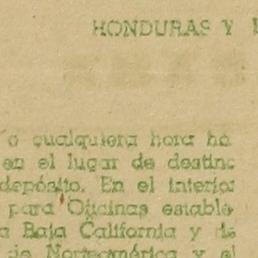 HONDURAS Y
o cualquiera hora ha
en el lugar de destino
depósito. En el interior
para Oficinas estable-
a Baja California y de
de Norteamérica y el